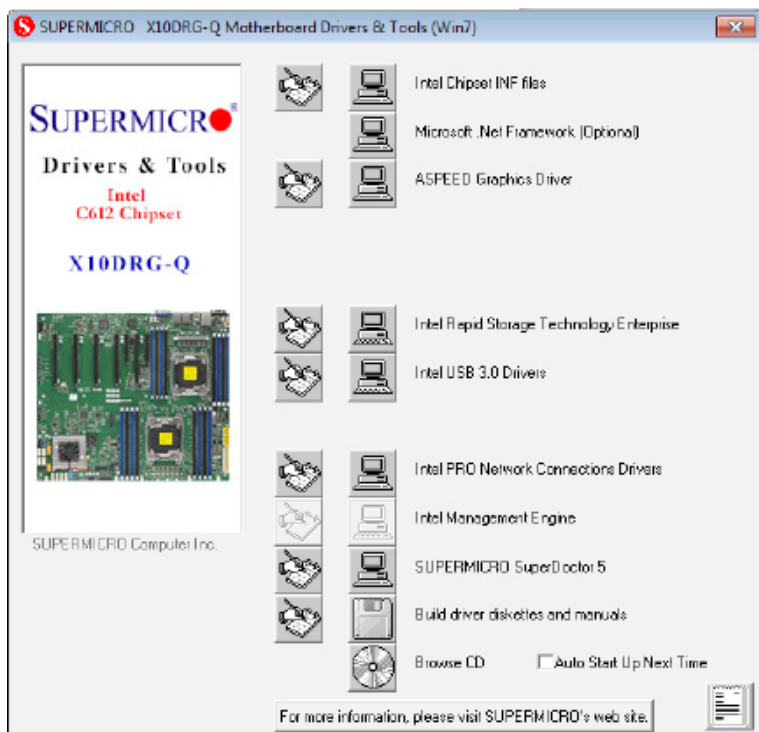 SUPERMICRO X10DRG-Q Motherboard Drivers & Tools (Win7)
SUPERMICRO®
Drivers & Tools
Intel
C612 Chipset
X10DRG-Q
SUPERMICRO Computer Inc.
Intel Chipset INF files
Microsoft .Net Framework (Optional)
ASPEED Graphics Driver
Intel Rapid Storage Technology Enterprise
Intel USB 3.0 Drivers
Intel PRO Network Connections Drivers
Intel Management Engine
SUPERMICRO SuperDoctor 5
Build driver diskettes and manuals
Browse CD
Auto Start Up Next Time
For more information, please visit SUPERMICRO's web site.